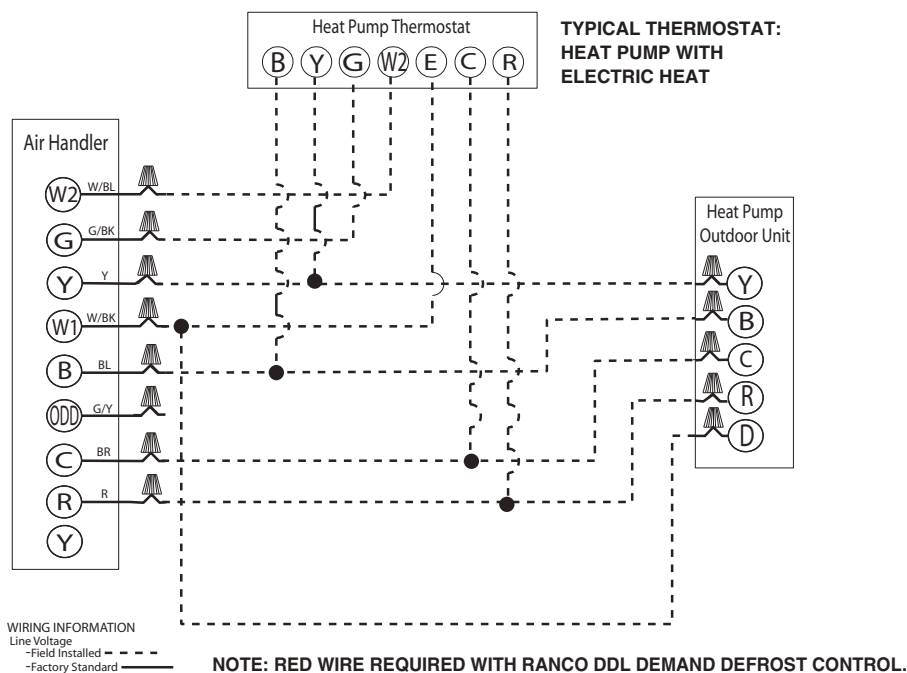 Heat Pump Thermostat
B Y G W2 E C R
TYPICAL THERMOSTAT:
HEAT PUMP WITH
ELECTRIC HEAT
Air Handler
W2 W/BL
G G/BK
Y Y
W1 W/BK
B BL
ODD G/Y
C BR
R R
Y
Heat Pump
Outdoor Unit
Y
B
C
R
D
WIRING INFORMATION
Line Voltage
-Field Installed
-Factory Standard
NOTE: RED WIRE REQUIRED WITH RANCO DDL DEMAND DEFROST CONTROL.